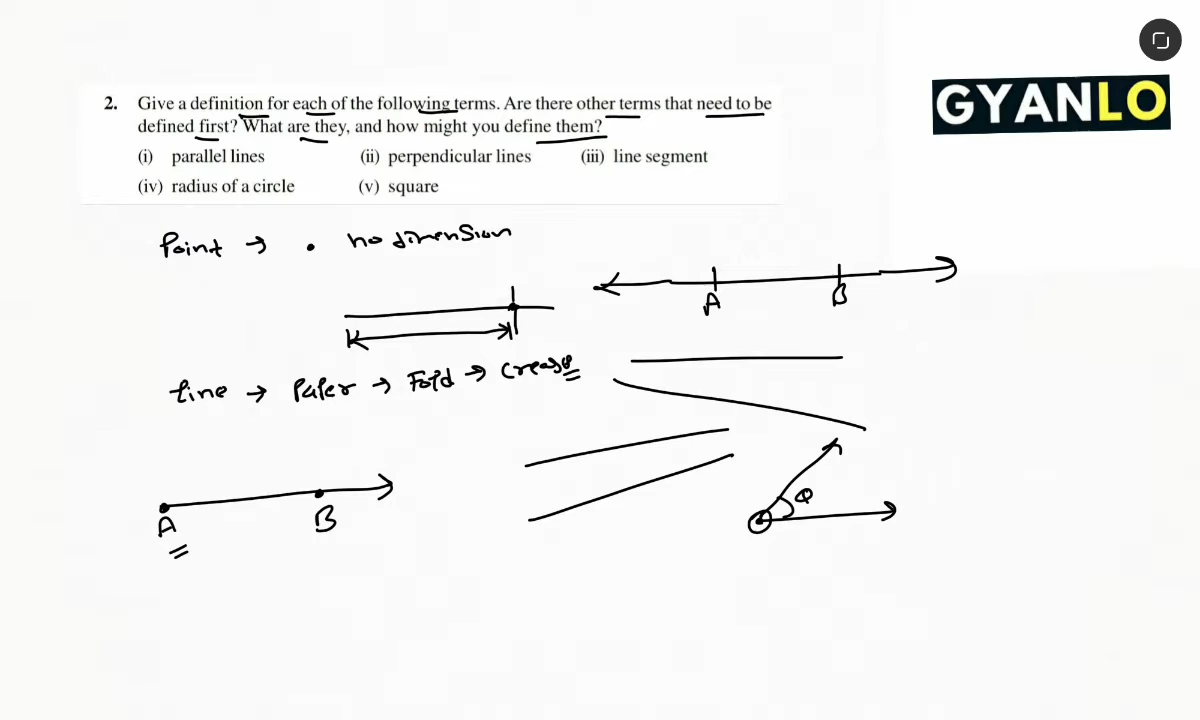 GYANLO
2. Give a definition for each of the following terms. Are there other terms that need to be
defined first? What are they, and how might you define them?
(i) parallel lines (ii) perpendicular lines (iii) line segment
(iv) radius of a circle (v) square
Point → • no dimension
A B
line → Paper → Fold → Crease
A B
θ